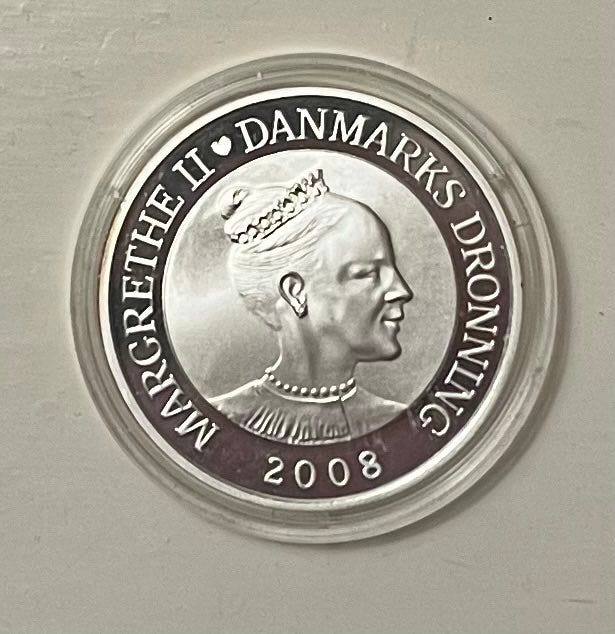 MARGRETHE II ♥ DANMARKS DRONNING
2008